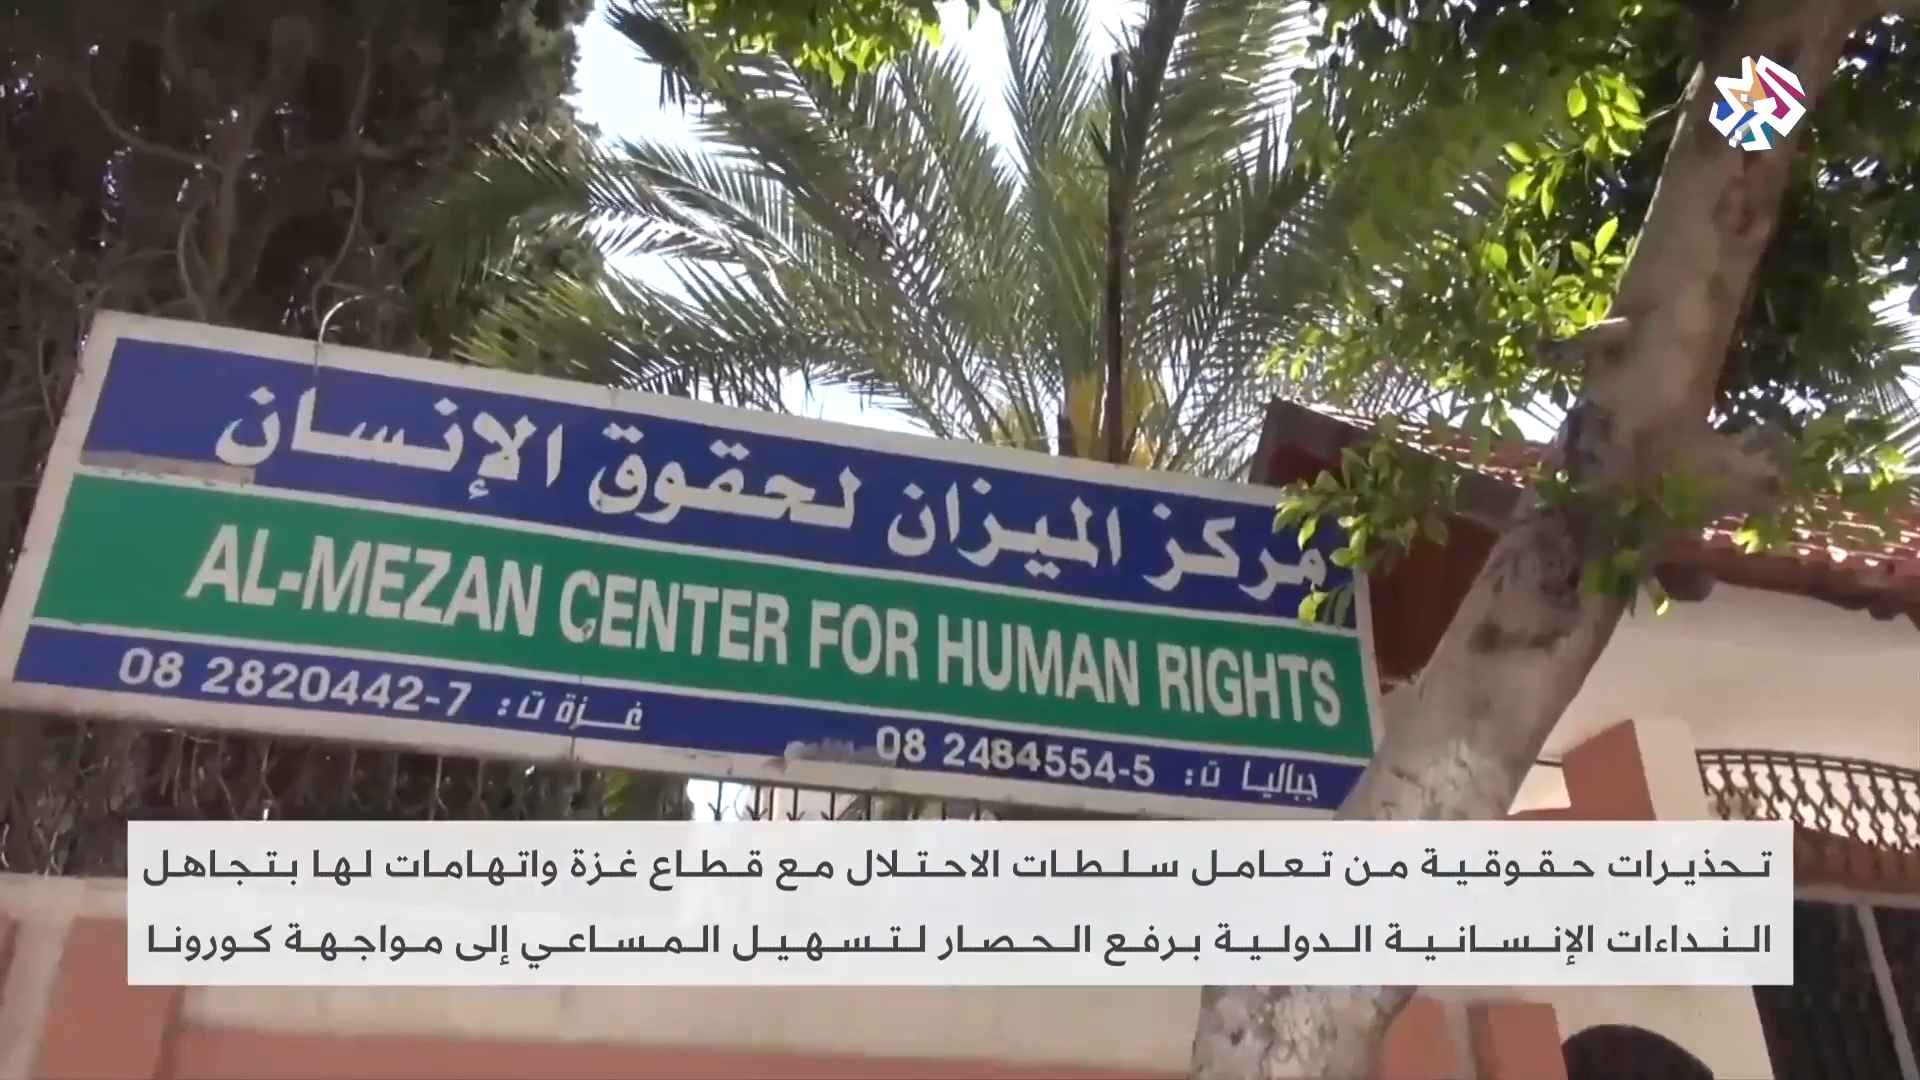 مركز الميزان لحقوق الإنسان
AL-MEZAN CENTER FOR HUMAN RIGHTS
جباليا ت: 08 2484554-5
غزة ت: 08 2820442-7
تحذيرات حقوقية من تعامل سلطات الاحتلال مع قطاع غزة واتهامات لها بتجاهل
النداءات الإنسانية الدولية برفع الحصار لتسهيل المساعي إلى مواجهة كورونا